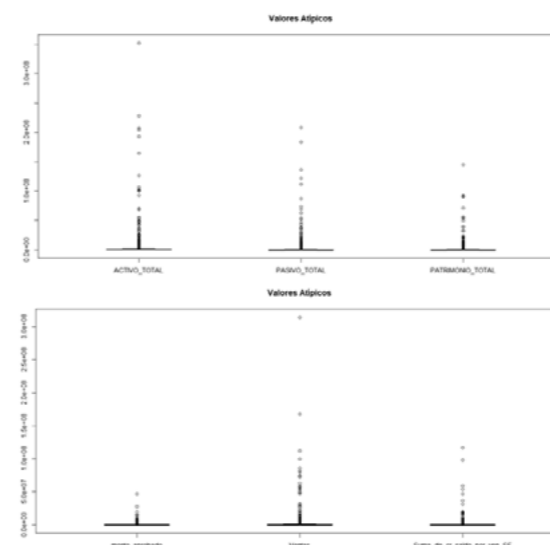 Valores Atípicos
3.0e+08
2.0e+08
1.0e+08
0.0e+00
ACTIVO_TOTAL PASIVO_TOTAL PATRIMONIO_TOTAL
Valores Atípicos
3.0e+08
2.5e+08
2.0e+08
1.5e+08
1.0e+08
5.0e+07
0.0e+00
Ventas